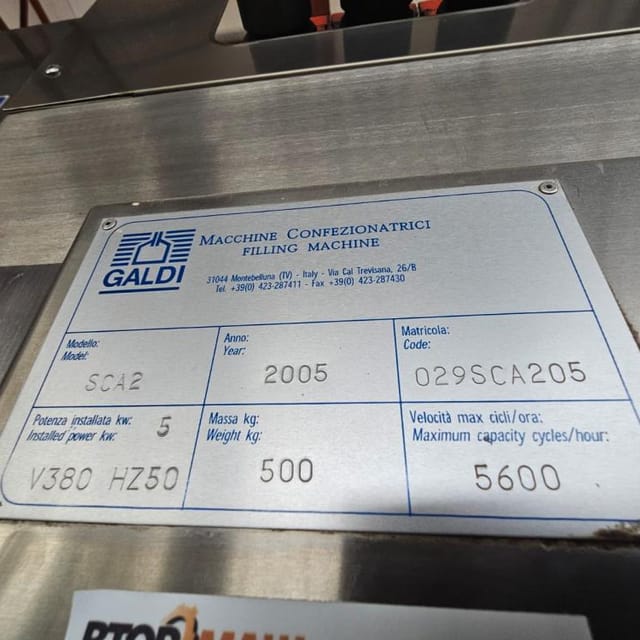 GALDI
MACCHINE CONFEZIONATRICI
FILLING MACHINE
31044 Montebelluna (TV) - Italy - Via Cal Trevisana, 26/B
Tel. +39(0) 423-287411 - Fax +39(0) 423-287430
Modello:
Model:
SCA2
Anno:
Year:
2005
Matricola:
Code:
029SCA205
Potenza installata kw:
Installed power kw:
5
V380 HZ50
Massa kg:
Weight kg:
500
Velocità max cicli/ora:
Maximum capacity cycles/hour:
5600